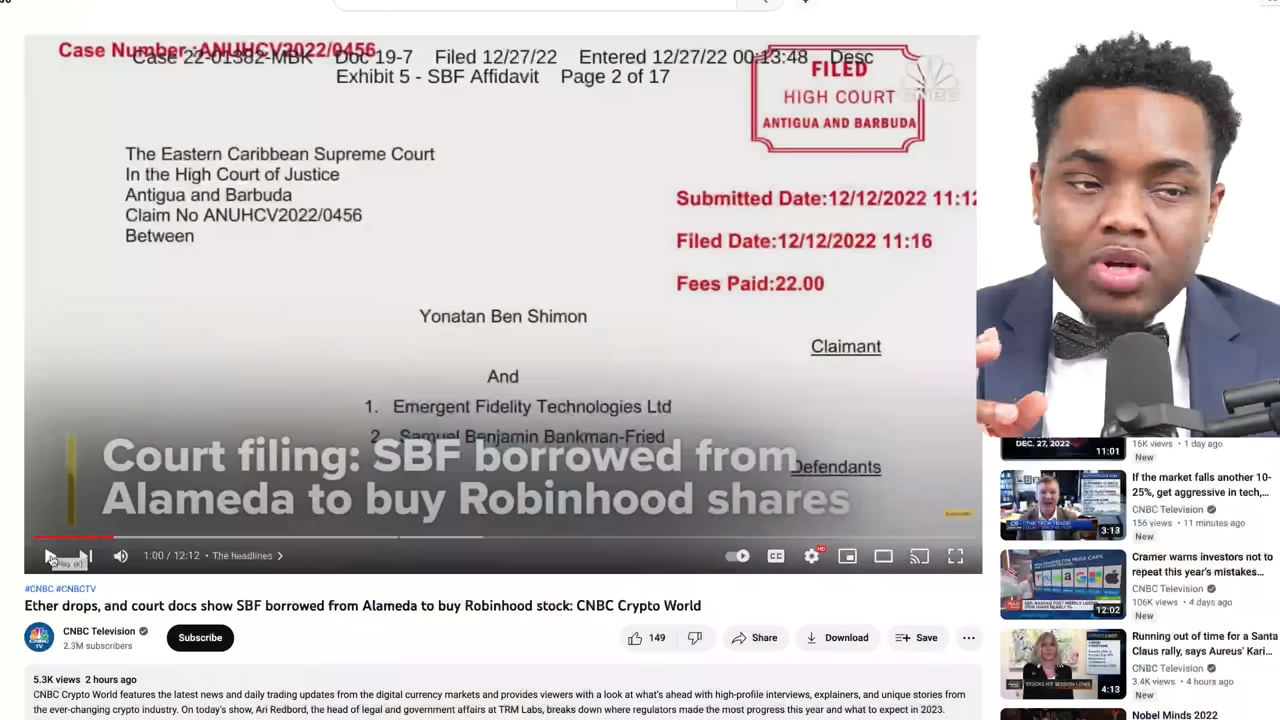 Case Number :ANUHCV2022/0456
Case 22-01382-MBK Doc 19-7 Filed 12/27/22 Entered 12/27/22 00:13:48 Desc
Exhibit 5 - SBF Affidavit Page 2 of 17
FILED
HIGH COURT
ANTIGUA AND BARBUDA
CNBC
The Eastern Caribbean Supreme Court
In the High Court of Justice
Antigua and Barbuda
Claim No ANUHCV2022/0456
Between
Submitted Date:12/12/2022 11:12
Filed Date:12/12/2022 11:16
Fees Paid:22.00
Yonatan Ben Shimon
Claimant
And
1. Emergent Fidelity Technologies Ltd
2. Samuel Benjamin Bankman-Fried
Defendants
Court filing: SBF borrowed from
Alameda to buy Robinhood shares
Play (k)
1:00 / 12:12 • The headlines >
CC
HD
#CNBC #CNBCTV
Ether drops, and court docs show SBF borrowed from Alameda to buy Robinhood stock: CNBC Crypto World
CNBC Television
2.3M subscribers
Subscribe
149
Share
Download
Save
5.3K views 2 hours ago
CNBC Crypto World features the latest news and daily trading updates from the digital currency markets and provides viewers with a look at what's ahead with high-profile interviews, explainers, and unique stories from
the ever-changing crypto industry. On today's show, Ari Redbord, the head of legal and government affairs at TRM Labs, breaks down where regulators made the most progress this year and what to expect in 2023.
DEC. 27, 2022
11:01
16K views • 1 day ago
New
3:13
If the market falls another 10-
25%, get aggressive in tech,...
CNBC Television
156 views • 11 minutes ago
New
12:02
Cramer warns investors not to
repeat this year's mistakes...
CNBC Television
106K views • 4 days ago
New
4:13
Running out of time for a Santa
Claus rally, says Aureus' Kari...
CNBC Television
3.4K views • 4 hours ago
New
Nobel Minds 2022